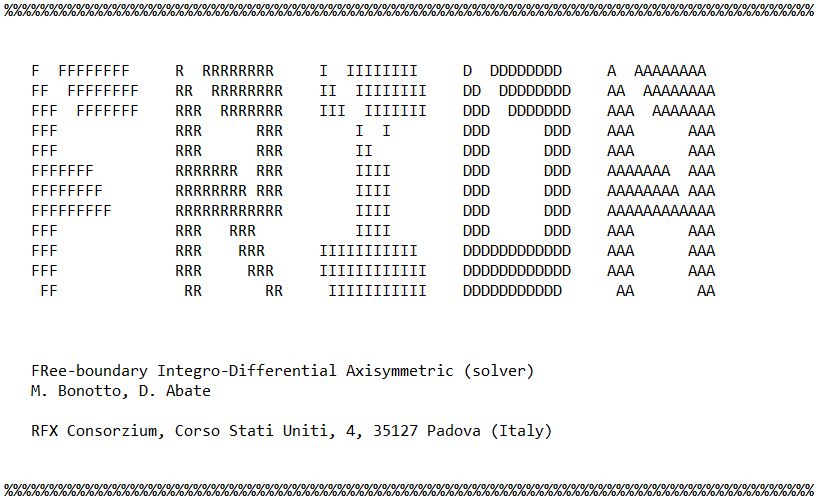 %%%%%%%%%%%%%%%%%%%%%%%%%%%%%%%%%%%%%%%%%%%%%%%%%%%%%%%%%%%%%%%%%%%%%%%%%%%%%%%%%%%%%%%%%%%%
F  FFFFFFFF     R  RRRRRRRR     I  IIIIIIII     D  DDDDDDDD     A  AAAAAAAA
FF  FFFFFFFF    RR  RRRRRRRR    II  IIIIIIII    DD  DDDDDDDD    AA  AAAAAAAA
FFF  FFFFFFF    RRR  RRRRRRR    III  IIIIIII    DDD  DDDDDDD    AAA  AAAAAAA
FFF             RRR      RRR        I  I        DDD      DDD    AAA      AAA
FFF             RRR      RRR        II          DDD      DDD    AAA      AAA
FFFFFFF         RRRRRRR  RRR        IIII        DDD      DDD    AAAAAAA  AAA
FFFFFFFF        RRRRRRRR RRR        IIII        DDD      DDD    AAAAAAAA AAA
FFFFFFFFF       RRRRRRRRRRRR        IIII        DDD      DDD    AAAAAAAAAAAA
FFF             RRR   RRR           IIII        DDD      DDD    AAA      AAA
FFF             RRR    RRR      IIIIIIIIIII     DDDDDDDDDDDD    AAA      AAA
FFF             RRR     RRR     IIIIIIIIIIII    DDDDDDDDDDDD    AAA      AAA
 FF              RR       RR     IIIIIIIIIII    DDDDDDDDDDD      AA       AA
FRee-boundary Integro-Differential Axisymmetric (solver)
M. Bonotto, D. Abate
RFX Consorzium, Corso Stati Uniti, 4, 35127 Padova (Italy)
%%%%%%%%%%%%%%%%%%%%%%%%%%%%%%%%%%%%%%%%%%%%%%%%%%%%%%%%%%%%%%%%%%%%%%%%%%%%%%%%%%%%%%%%%%%%